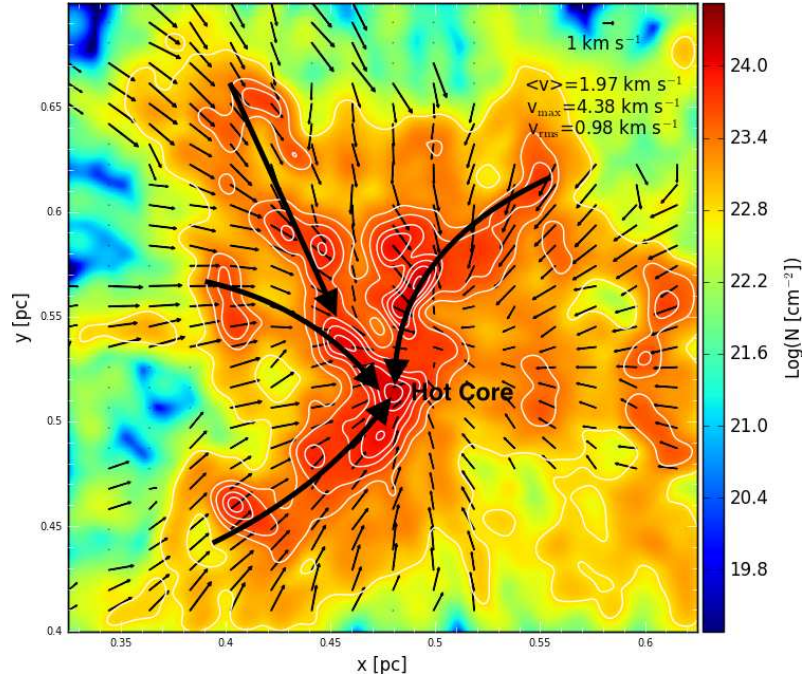 1 km s⁻¹
<v>=1.97 km s⁻¹
vmax=4.38 km s⁻¹
vrms=0.98 km s⁻¹
Hot Core
0.65
0.6
0.55
0.5
0.45
0.4
y [pc]
0.35 0.4 0.45 0.5 0.55 0.6
x [pc]
24.0
23.4
22.8
22.2
21.6
21.0
20.4
19.8
Log(N [cm⁻²])